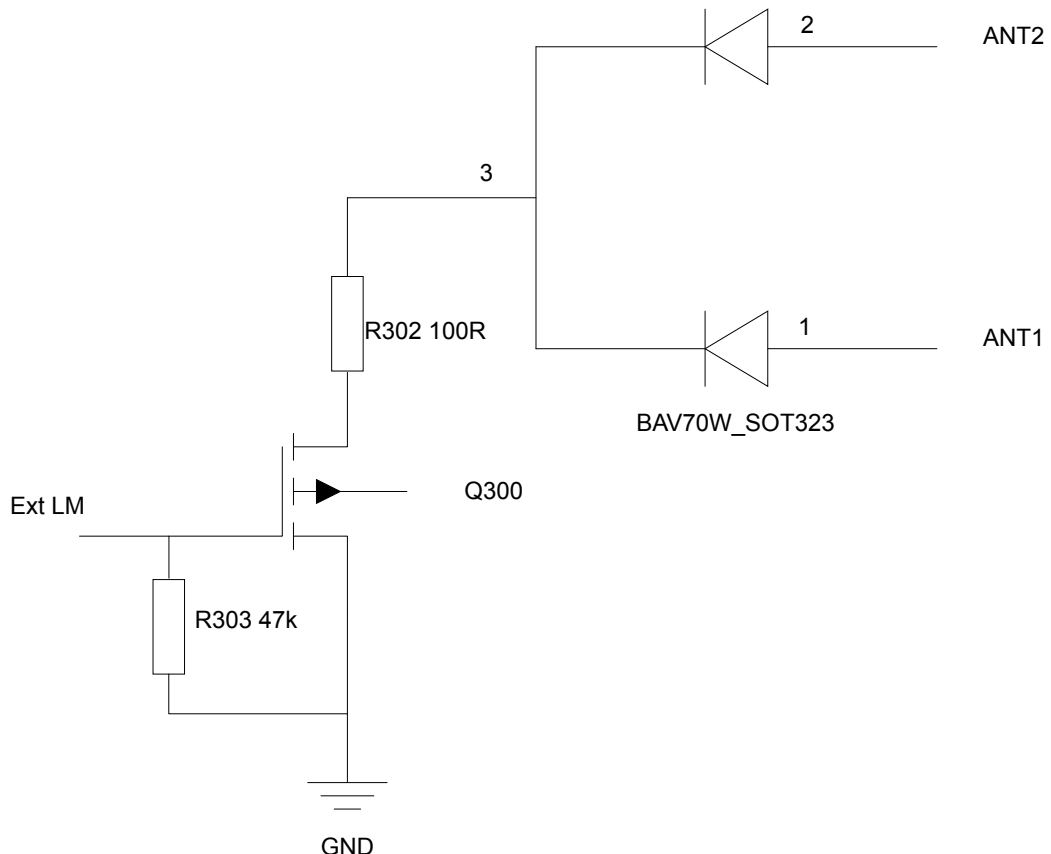 2
ANT2
3
R302 100R
1
ANT1
BAV70W_SOT323
Q300
Ext LM
R303 47k
GND